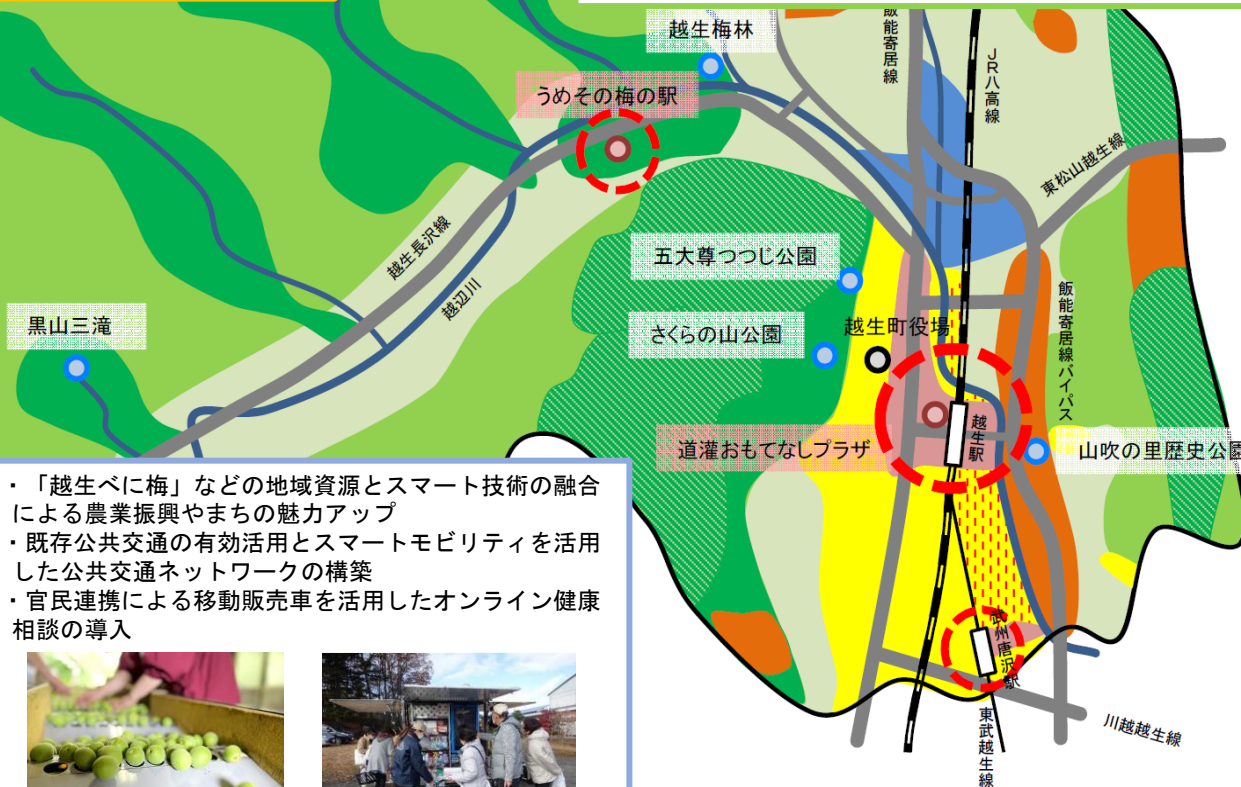 越生梅林
飯能寄居線
JR八高線
うめその梅の駅
東松山越生線
越生長沢線
越辺川
五大尊つつじ公園
飯能寄居線バイパス
黒山三滝
さくらの山公園
越生町役場
道灌おもてなしプラザ
越生駅
山吹の里歴史公園
・「越生べに梅」などの地域資源とスマート技術の融合
による農業振興やまちの魅力アップ
・既存公共交通の有効活用とスマートモビリティを活用
した公共交通ネットワークの構築
・官民連携による移動販売車を活用したオンライン健康
相談の導入
武州唐沢駅
東武越生線
川越越生線